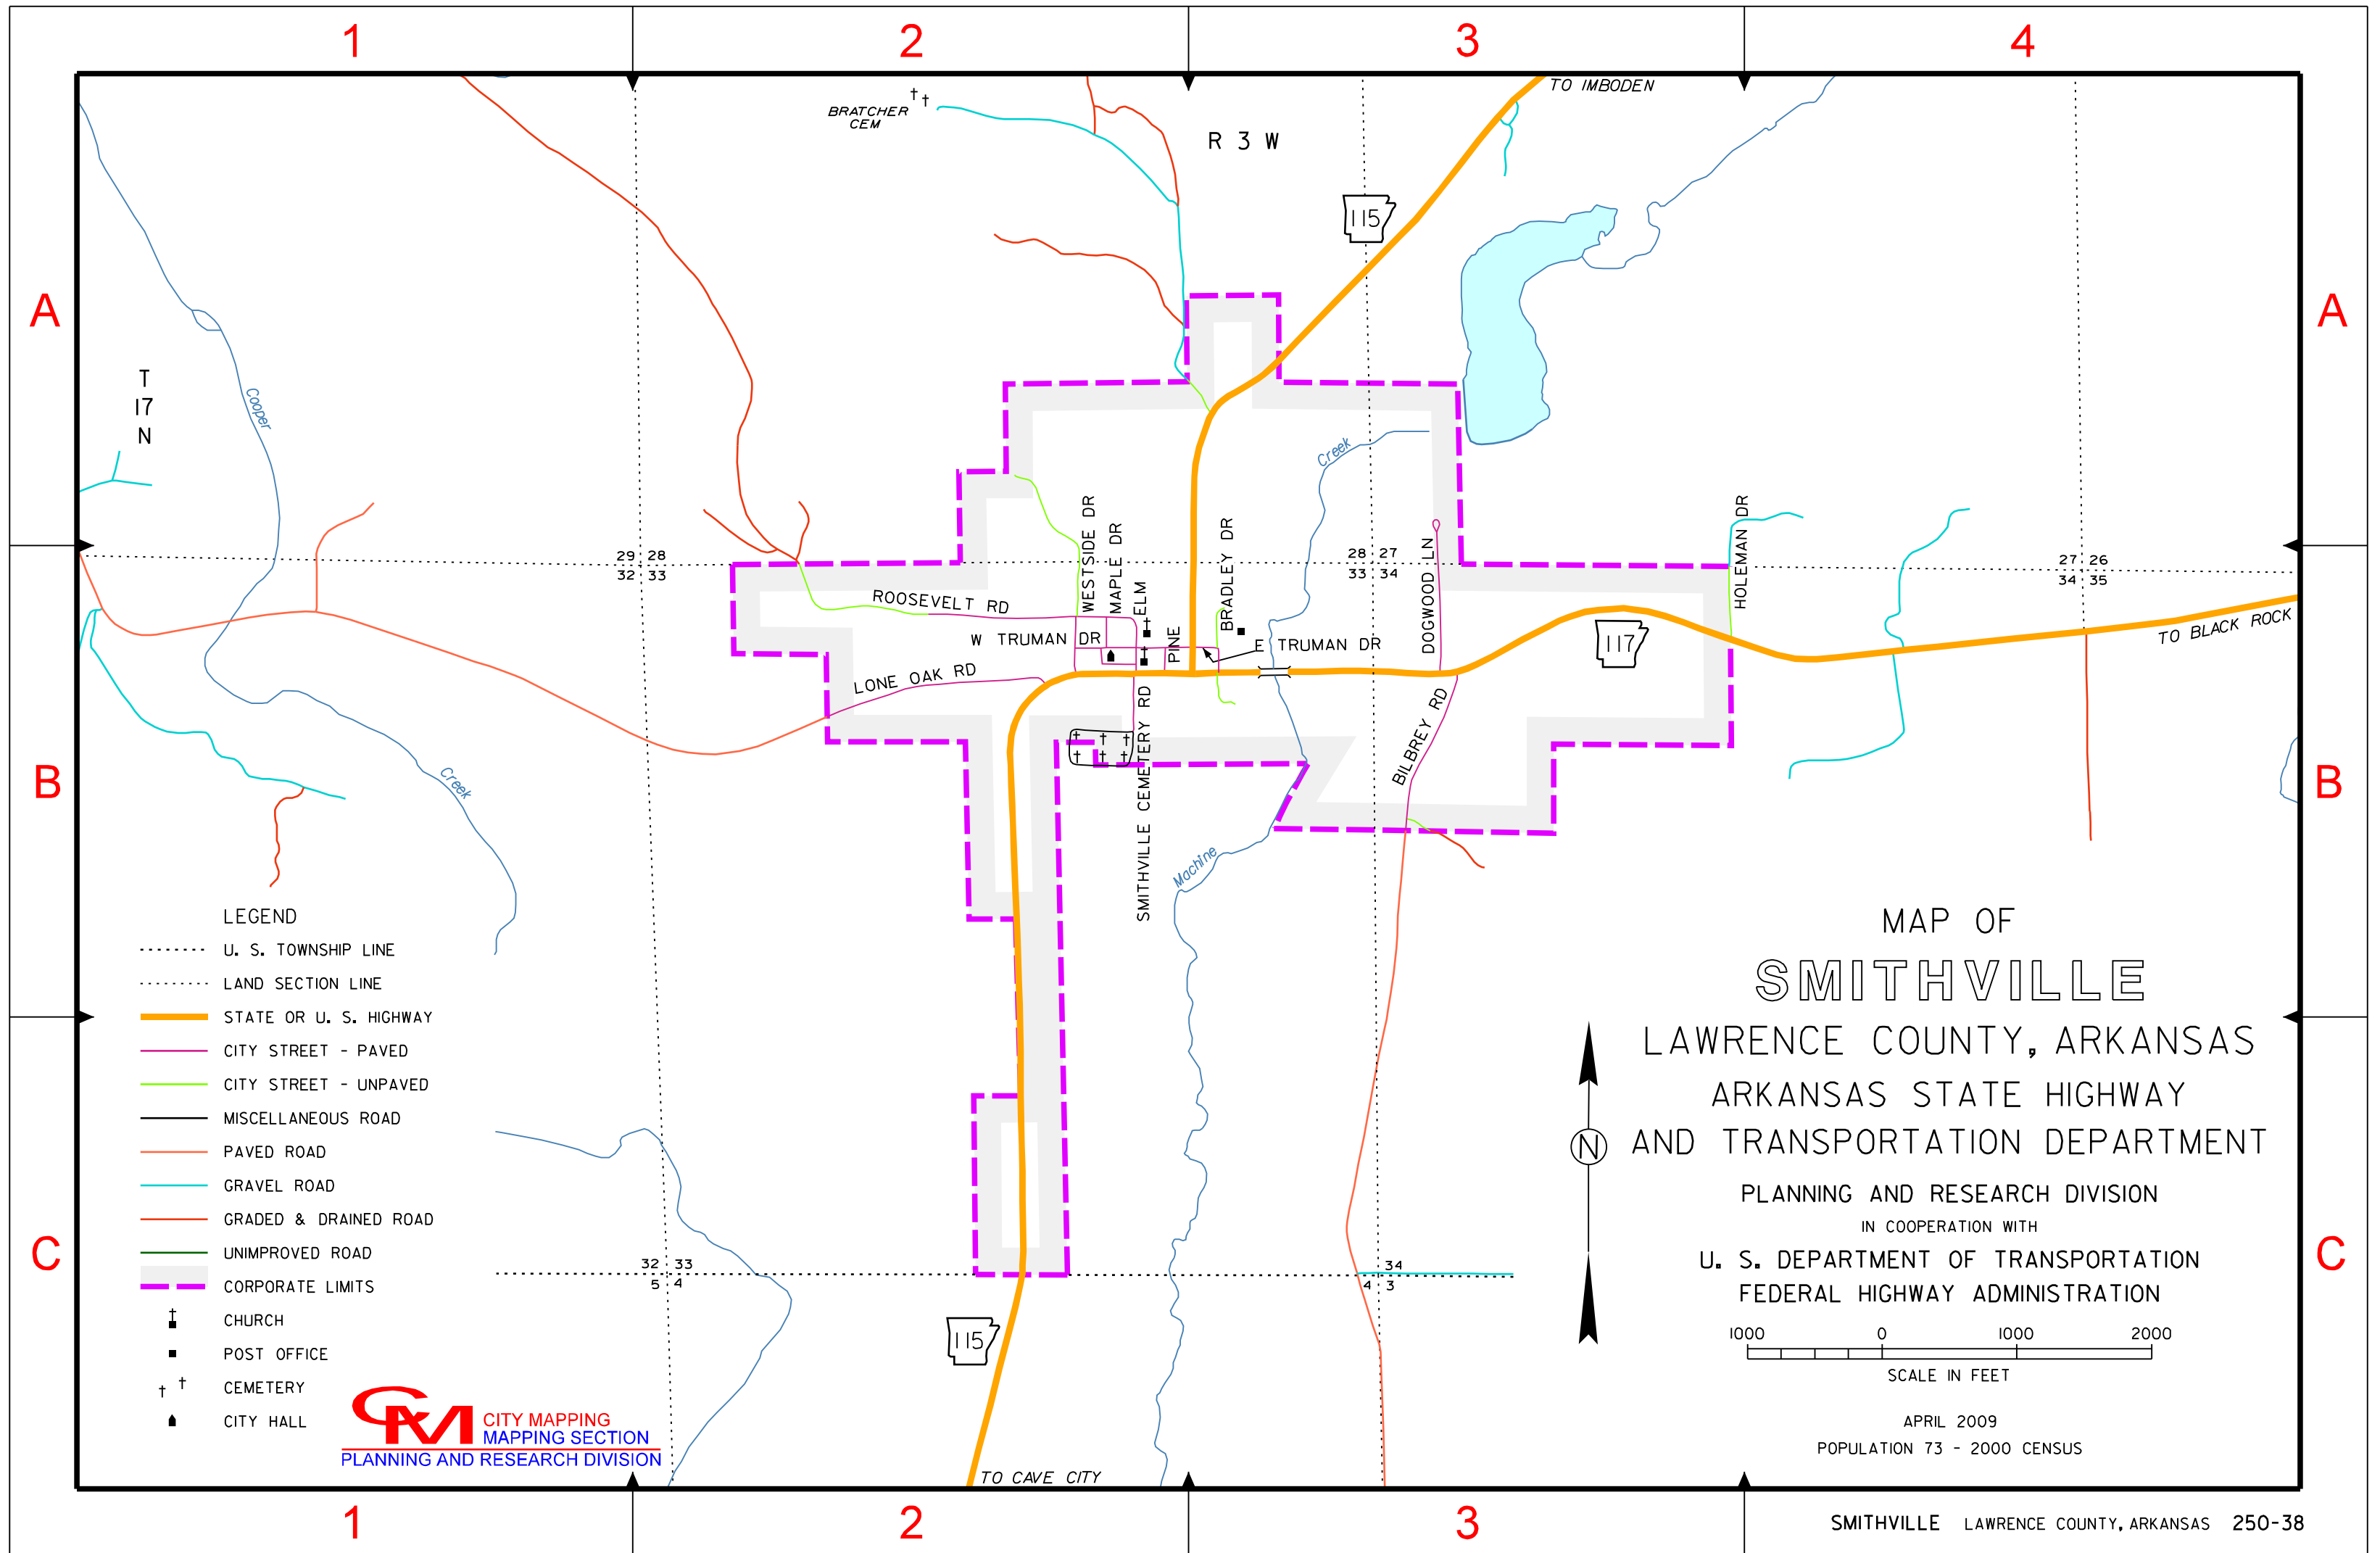 1 2 3 4
A A
B B
C C
TO IMBODEN
BRATCHER
CEM
R 3 W
115
T
17
N
Cooper
Creek
Creek
29 28
32 33
28 27
33 34
27 26
34 35
WESTSIDE DR
MAPLE DR
ELM
PINE
BRADLEY DR
DOGWOOD LN
HOLEMAN DR
ROOSEVELT RD
W TRUMAN DR
E TRUMAN DR
LONE OAK RD
117
TO BLACK ROCK
SMITHVILLE CEMETERY RD
BILBREY RD
Machine
32 33
5 4
34
4 3
115
TO CAVE CITY
LEGEND
U. S. TOWNSHIP LINE
LAND SECTION LINE
STATE OR U. S. HIGHWAY
CITY STREET - PAVED
CITY STREET - UNPAVED
MISCELLANEOUS ROAD
PAVED ROAD
GRAVEL ROAD
GRADED & DRAINED ROAD
UNIMPROVED ROAD
CORPORATE LIMITS
CHURCH
POST OFFICE
CEMETERY
CITY HALL
CM
CITY MAPPING
MAPPING SECTION
PLANNING AND RESEARCH DIVISION
MAP OF
SMITHVILLE
LAWRENCE COUNTY, ARKANSAS
ARKANSAS STATE HIGHWAY
AND TRANSPORTATION DEPARTMENT
PLANNING AND RESEARCH DIVISION
IN COOPERATION WITH
U. S. DEPARTMENT OF TRANSPORTATION
FEDERAL HIGHWAY ADMINISTRATION
N
1000 0 1000 2000
SCALE IN FEET
APRIL 2009
POPULATION 73 - 2000 CENSUS
1 2 3
SMITHVILLE LAWRENCE COUNTY, ARKANSAS 250-38